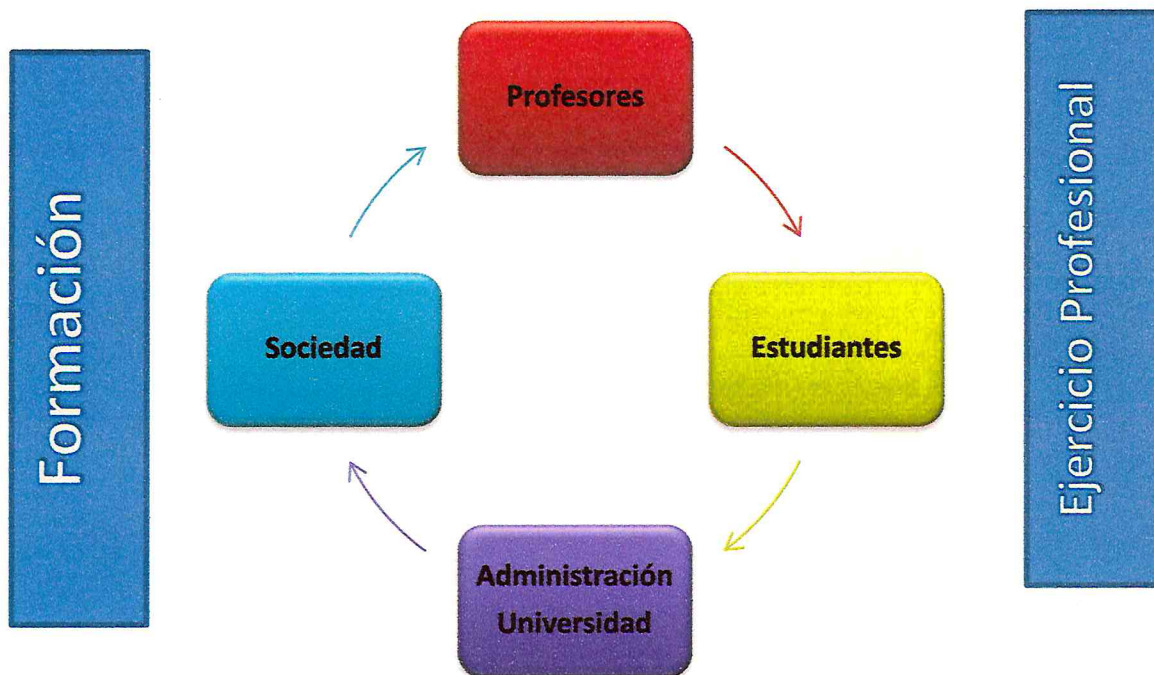 Formación
Profesores
Sociedad
Estudiantes
Administración
Universidad
Ejercicio Profesional